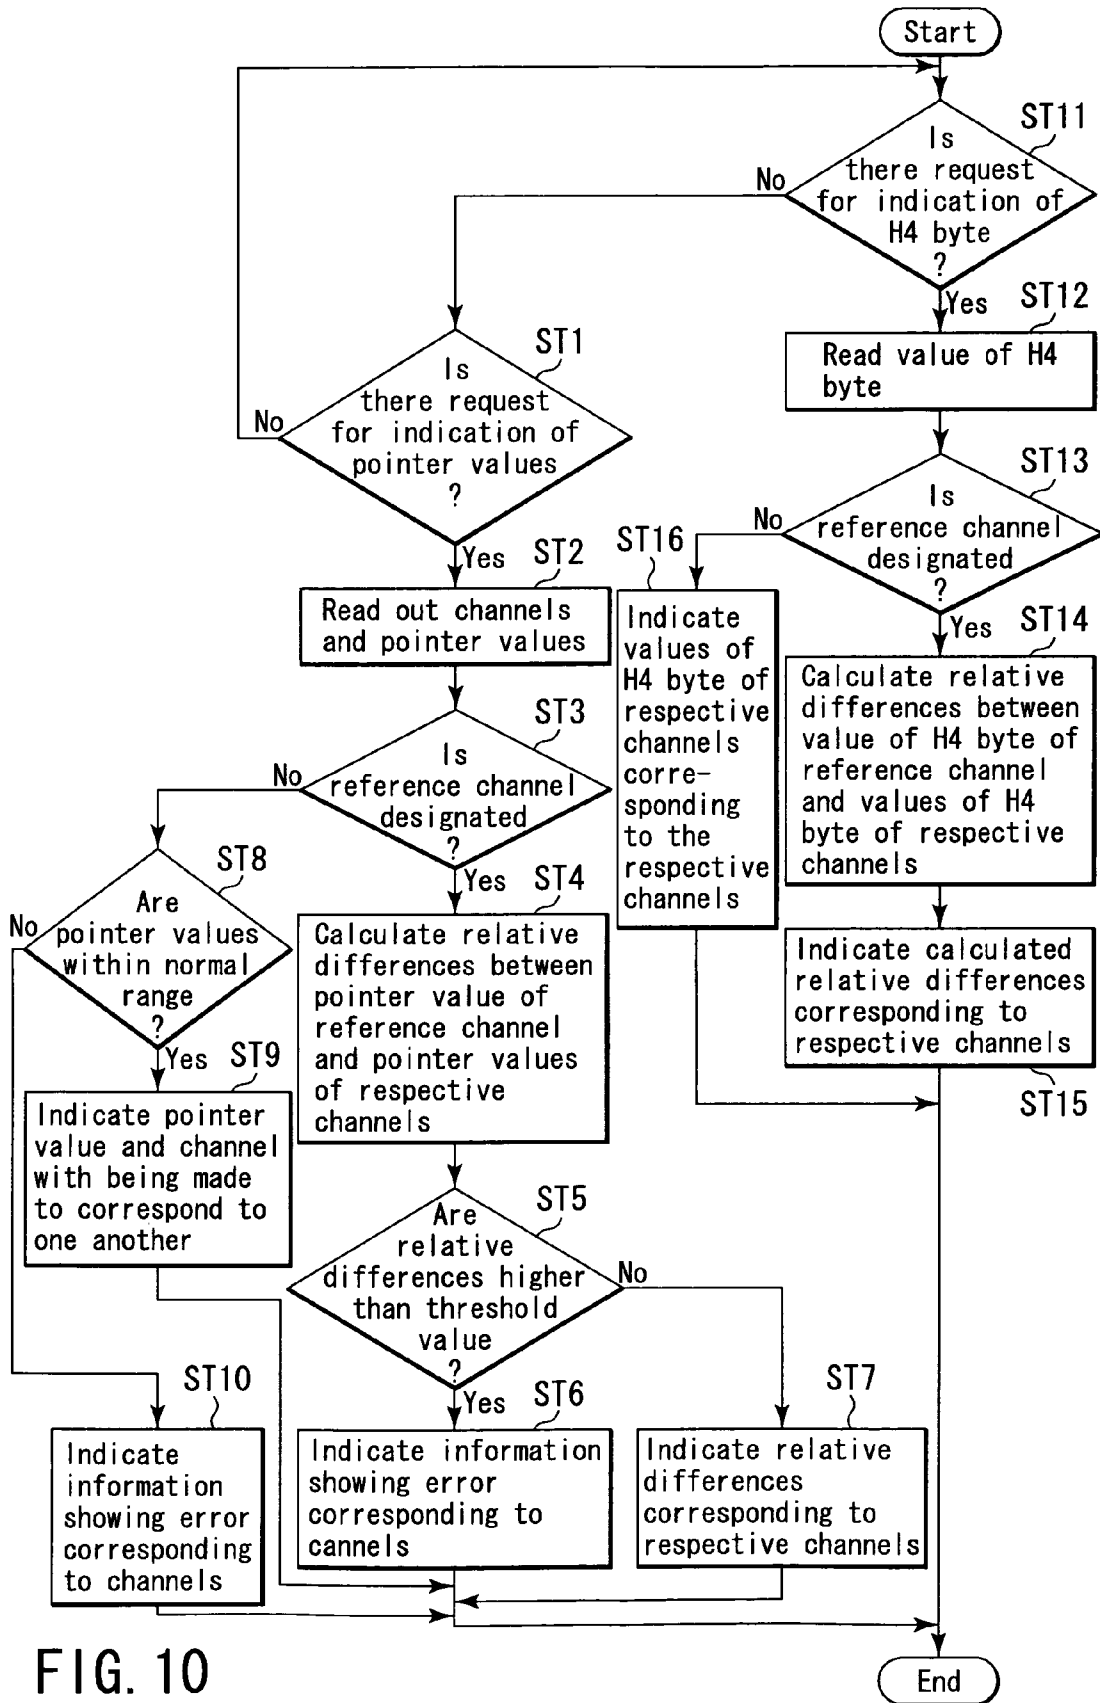 Start
ST11
Is
there request
for indication of
H4 byte
?
No
Yes
ST12
Read value of H4
byte
ST1
Is
there request
for indication of
pointer values
?
No
Yes
ST13
Is
reference channel
designated
?
No
Yes
ST2
Read out channels
and pointer values
ST16
Indicate
values of
H4 byte of
respective
channels
corre-
sponding
to the
respective
channels
ST14
Calculate relative
differences between
value of H4 byte of
reference channel
and values of H4
byte of respective
channels
ST3
Is
reference channel
designated
?
No
Yes
ST8
Are
pointer values
within normal
range
?
No
Yes
ST4
Calculate relative
differences between
pointer value of
reference channel
and pointer values
of respective
channels
Indicate calculated
relative differences
corresponding to
respective channels
ST15
ST9
Indicate pointer
value and channel
with being made
to correspond to
one another
ST5
Are
relative
differences higher
than threshold
value
?
No
Yes
ST10
Indicate
information
showing error
corresponding
to channels
ST6
Indicate information
showing error
corresponding to
cannels
ST7
Indicate relative
differences
corresponding to
respective channels
End
FIG. 10